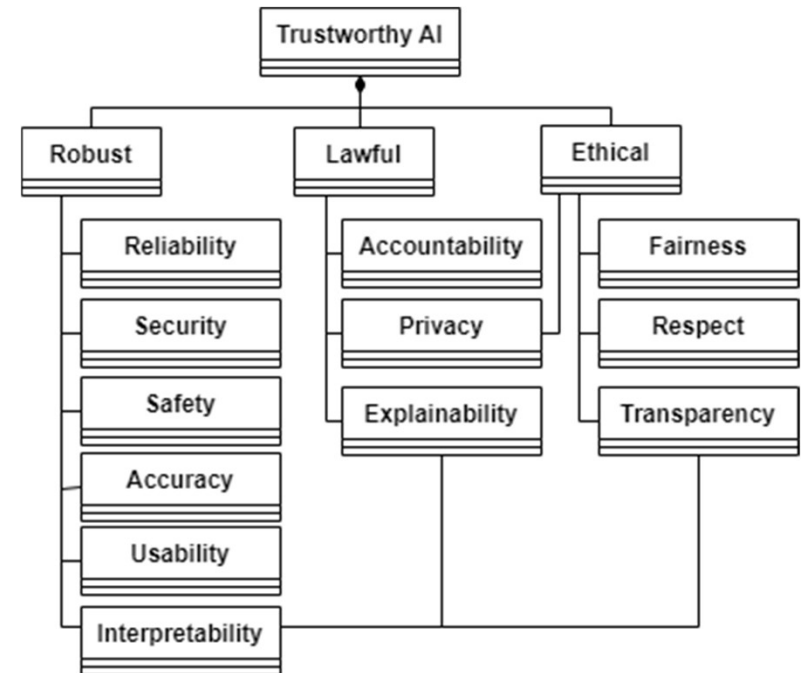 Trustworthy AI
Robust
Lawful
Ethical
Reliability
Accountability
Fairness
Security
Privacy
Respect
Safety
Explainability
Transparency
Accuracy
Usability
Interpretability